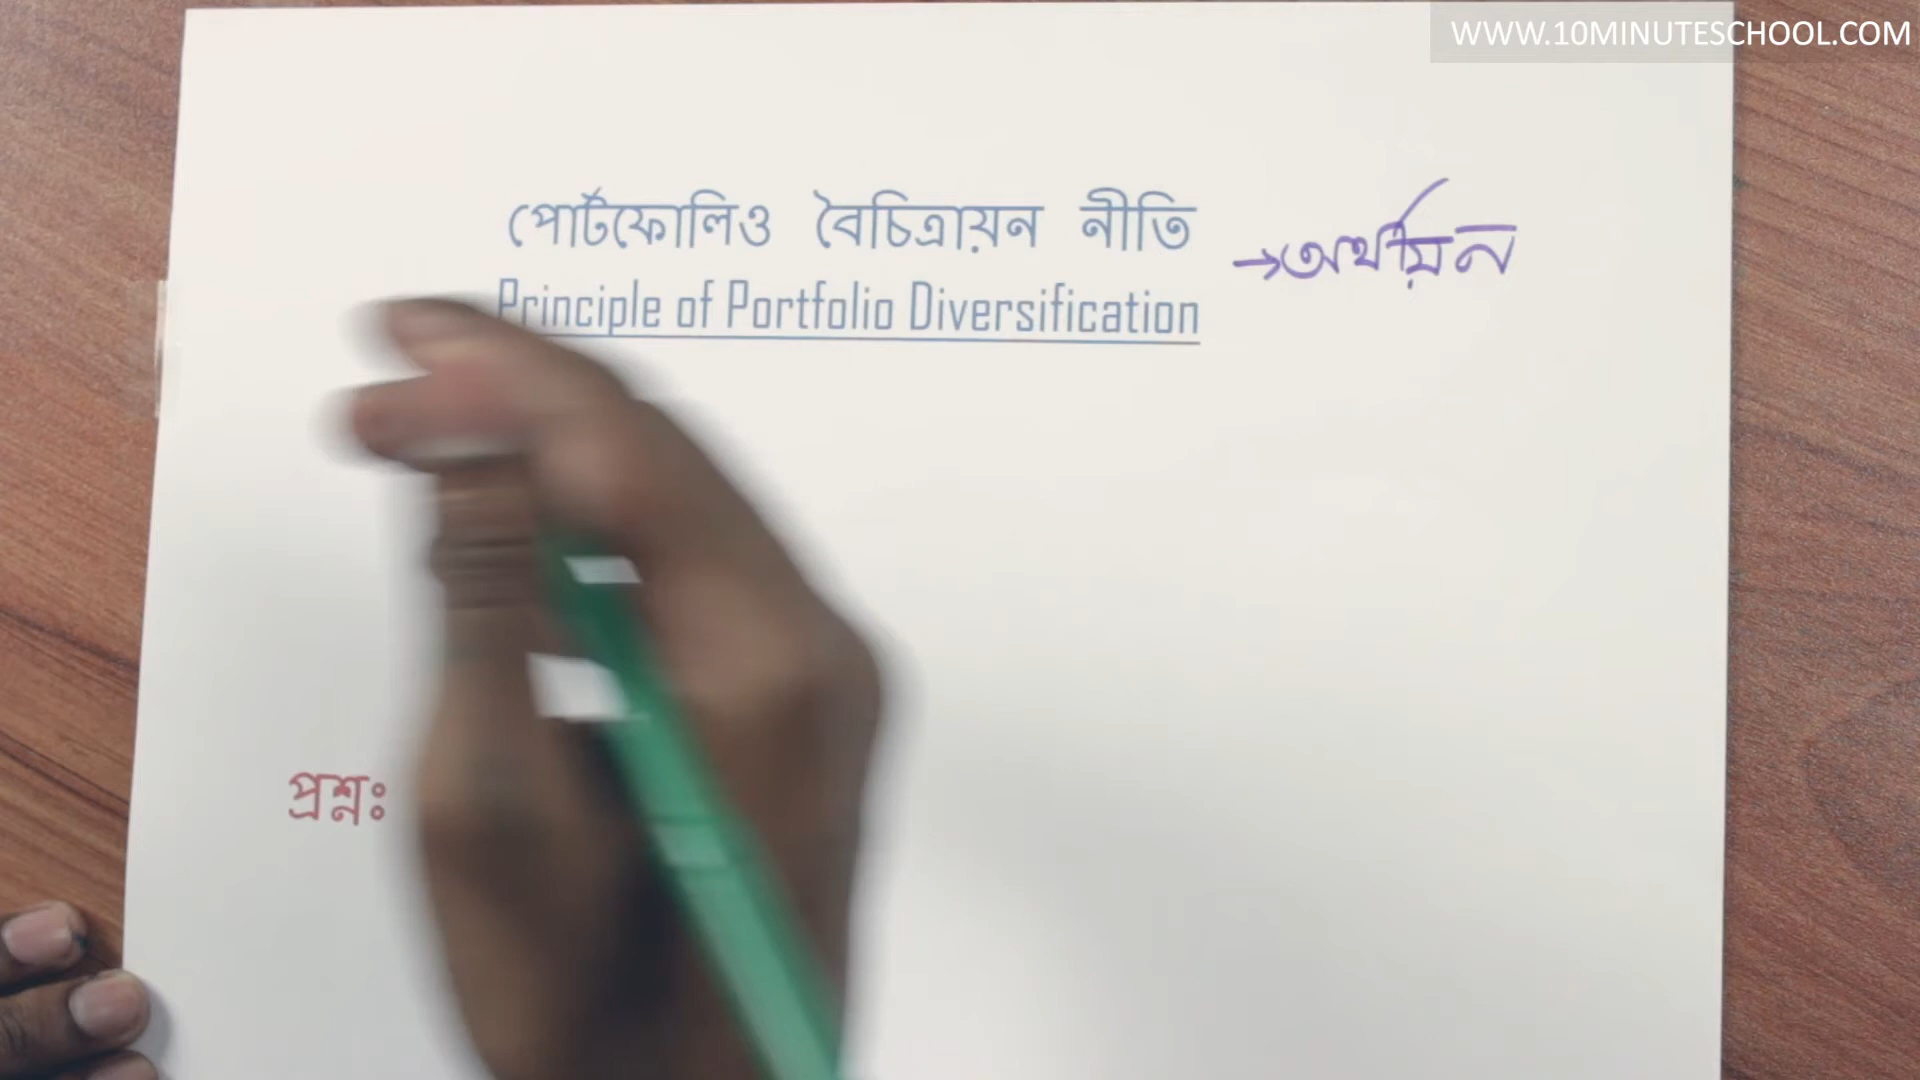 WWW.10MINUTESCHOOL.COM
পোর্টফোলিও বৈচিত্রায়ন নীতি
→অর্থায়ন
Principle of Portfolio Diversification
প্রশ্নঃ